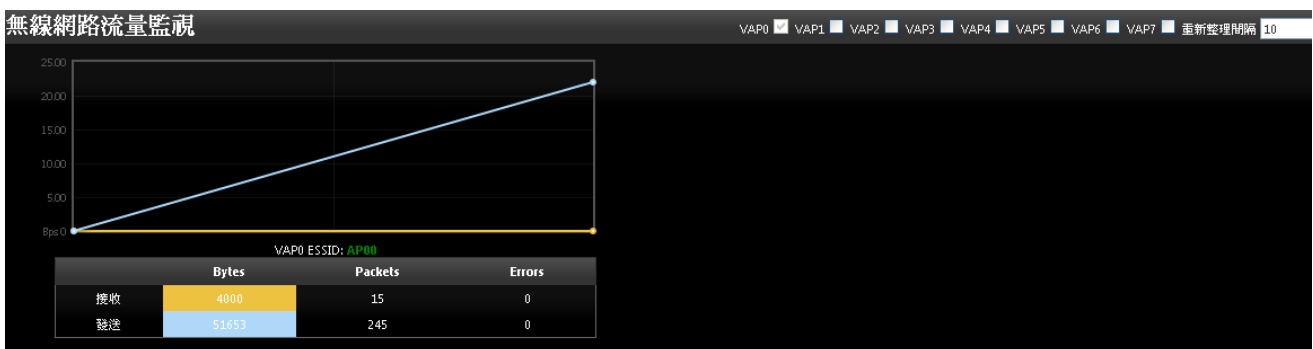 無線網路流量監視
VAP0 VAP1 VAP2 VAP3 VAP4 VAP5 VAP6 VAP7 重新整理間隔 10
25.00
20.00
15.00
10.00
5.00
Bps 0
VAP0 ESSID: AP00
Bytes Packets Errors
接收 4000 15 0
發送 51653 245 0